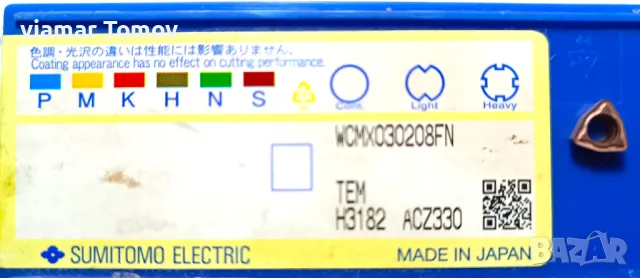 viamar Tomov
色調・光沢の違いは性能には影響ありません。
Coating appearance has no effect on cutting performance.
P M K H N S
Cont. Light Heavy
WCMX030208FN
TEM
H3182 ACZ330
SUMITOMO ELECTRIC
MADE IN JAPAN
BAZAR